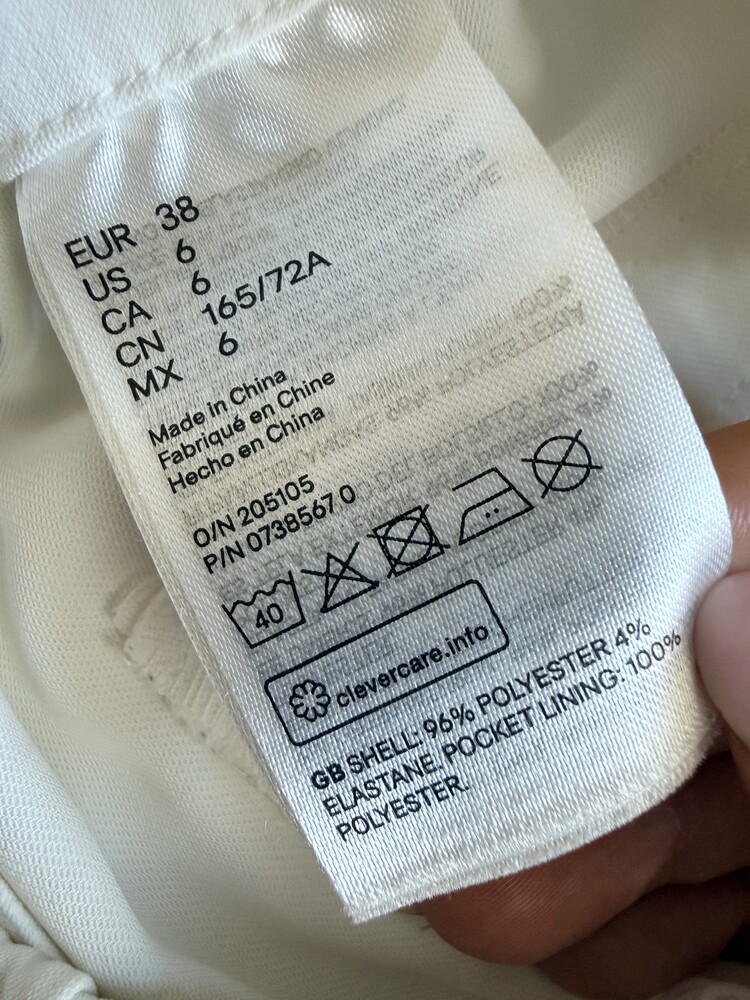 EUR 38
US 6
CA 6
CN 165/72A
MX 6
Made in China
Fabriqué en Chine
Hecho en China
O/N 205105
P/N 0738567 0
40
clevercare.info
GB SHELL: 96% POLYESTER 4%
ELASTANE. POCKET LINING: 100%
POLYESTER.